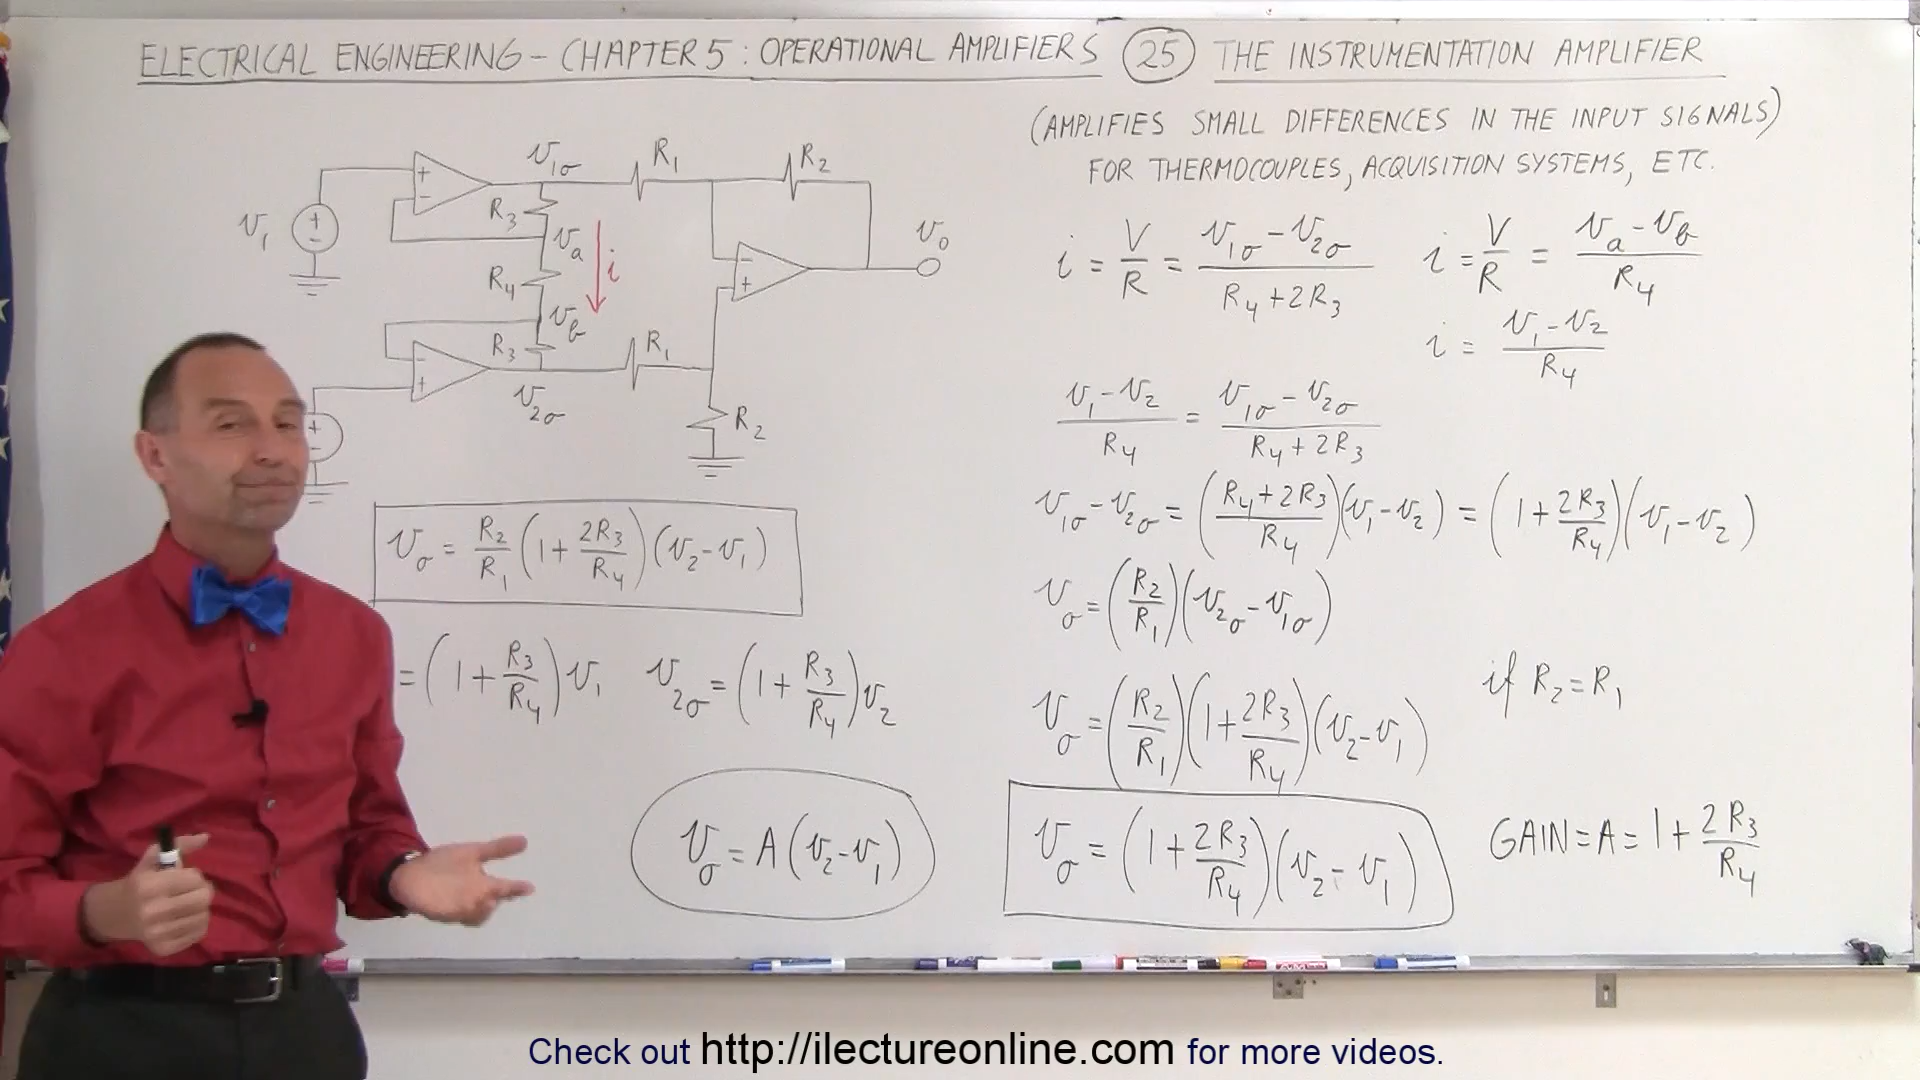 ELECTRICAL ENGINEERING - CHAPTER 5 : OPERATIONAL AMPLIFIERS (25) THE INSTRUMENTATION AMPLIFIER
(AMPLIFIES SMALL DIFFERENCES IN THE INPUT SIGNALS)
FOR THERMOCOUPLES, ACQUISITION SYSTEMS, ETC.
v₁
+
-
+
-
v₁ₒ
R₁
R₂
R₃
vₐ
i
R₄
v_b
R₃
-
+
v₂ₒ
R₁
-
+
vₒ
R₂
+
-
vₒ = R₂/R₁ (1 + 2R₃/R₄) (v₂ - v₁)
= (1 + R₃/R₄) v₁ v₂ₒ = (1 + R₃/R₄) v₂
vₒ = A (v₂ - v₁)
i = V/R = (v₁ₒ - v₂ₒ)/(R₄ + 2R₃) i = V/R = (vₐ - v_b)/R₄
i = (v₁ - v₂)/R₄
(v₁ - v₂)/R₄ = (v₁ₒ - v₂ₒ)/(R₄ + 2R₃)
v₁ₒ - v₂ₒ = ((R₄ + 2R₃)/R₄) (v₁ - v₂) = (1 + 2R₃/R₄) (v₁ - v₂)
vₒ = (R₂/R₁) (v₂ₒ - v₁ₒ)
if R₂ = R₁
vₒ = (R₂/R₁) (1 + 2R₃/R₄) (v₂ - v₁)
vₒ = (1 + 2R₃/R₄) (v₂ - v₁) GAIN = A = 1 + 2R₃/R₄
Check out http://ilectureonline.com for more videos.